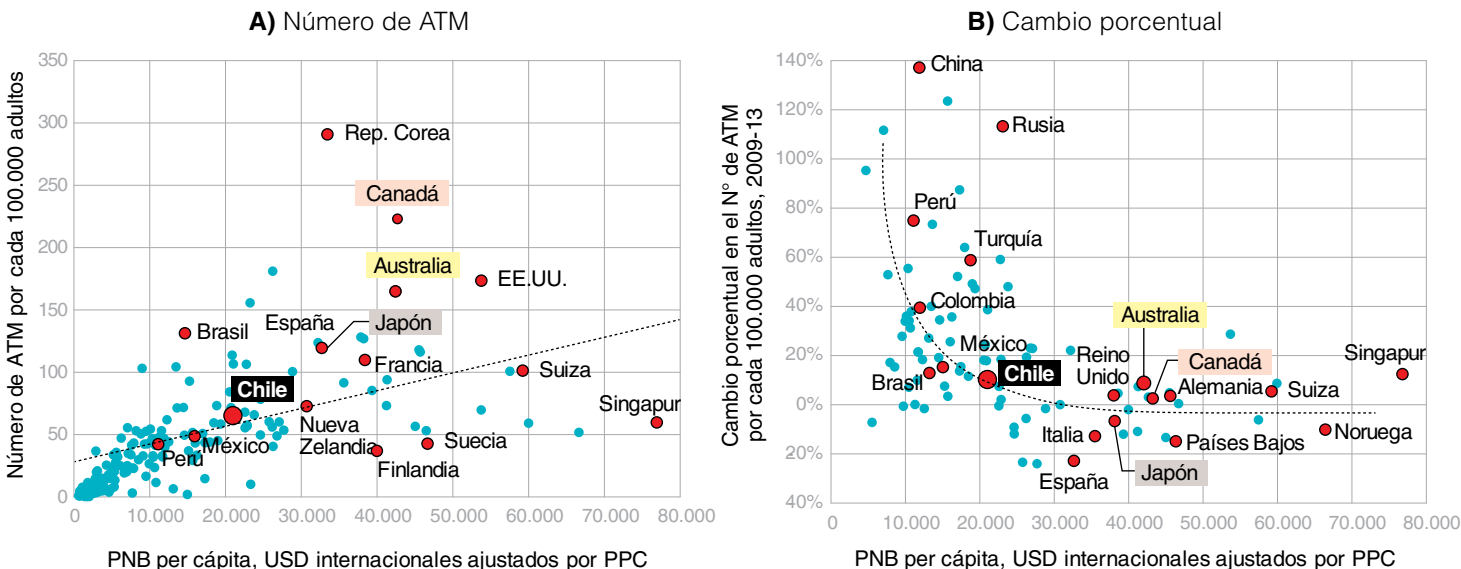 A) Número de ATM
Número de ATM por cada 100.000 adultos
350
300
250
200
150
100
50
0
0
10.000
20.000
30.000
40.000
50.000
60.000
70.000
80.000
Rep. Corea
Canadá
Australia
EE.UU.
Brasil
España
Japón
Francia
Suiza
Chile
Singapur
Nueva
Zelandia
Suecia
México
Perú
Finlandia
PNB per cápita, USD internacionales ajustados por PPC
B) Cambio porcentual
Cambio porcentual en el N° de ATM
por cada 100.000 adultos, 2009-13
140%
120%
100%
80%
60%
40%
20%
0%
20%
40%
0
10.000
20.000
30.000
40.000
50.000
60.000
70.000
80.000
China
Rusia
Perú
Turquía
Colombia
Australia
México
Reino
Unido
Canadá
Singapur
Chile
Brasil
Alemania
Suiza
Italia
Países Bajos
Noruega
España
Japón
PNB per cápita, USD internacionales ajustados por PPC